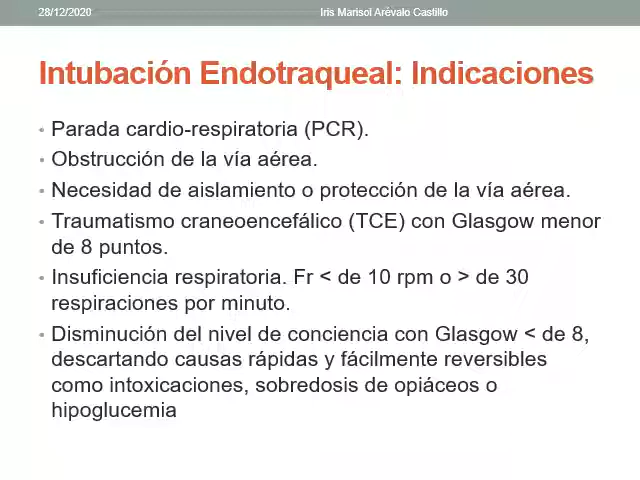 28/12/2020
Iris Marisol Arévalo Castillo
Intubación Endotraqueal: Indicaciones
• Parada cardio-respiratoria (PCR).
• Obstrucción de la vía aérea.
• Necesidad de aislamiento o protección de la vía aérea.
• Traumatismo craneoencefálico (TCE) con Glasgow menor
de 8 puntos.
• Insuficiencia respiratoria. Fr < de 10 rpm o > de 30
respiraciones por minuto.
• Disminución del nivel de conciencia con Glasgow < de 8,
descartando causas rápidas y fácilmente reversibles
como intoxicaciones, sobredosis de opiáceos o
hipoglucemia